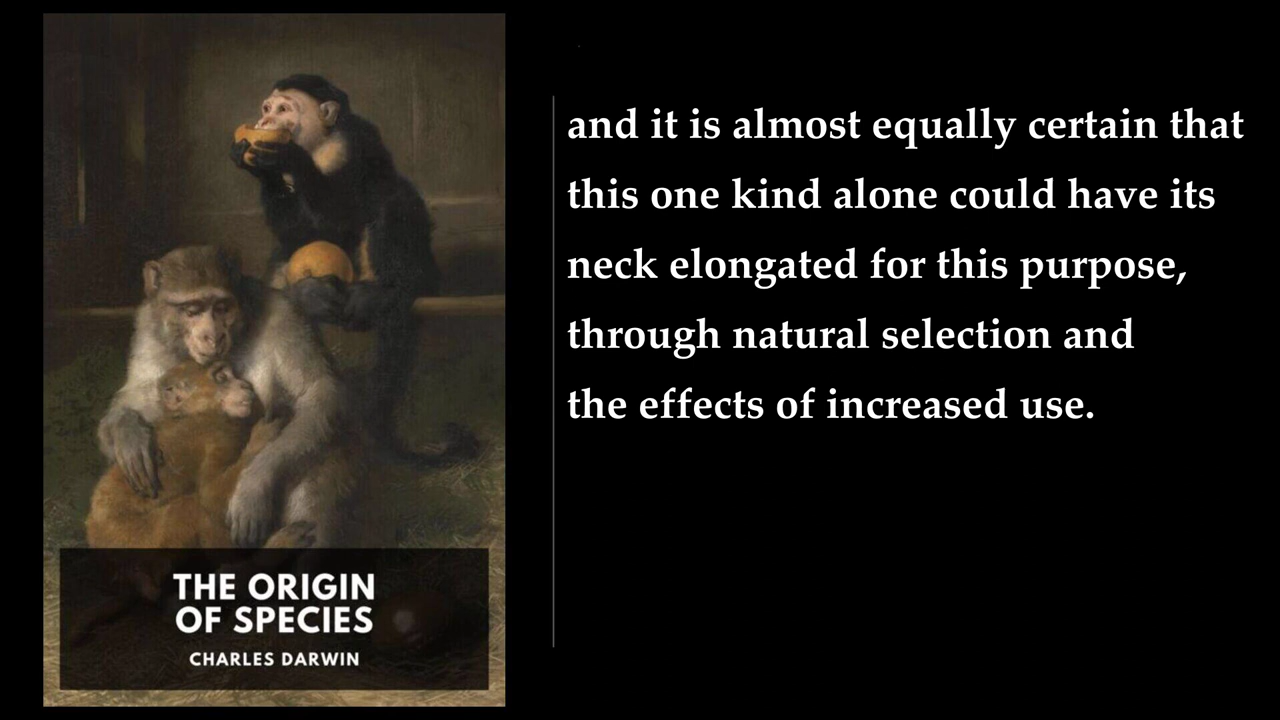 THE ORIGIN
OF SPECIES
CHARLES DARWIN
and it is almost equally certain that
this one kind alone could have its
neck elongated for this purpose,
through natural selection and
the effects of increased use.